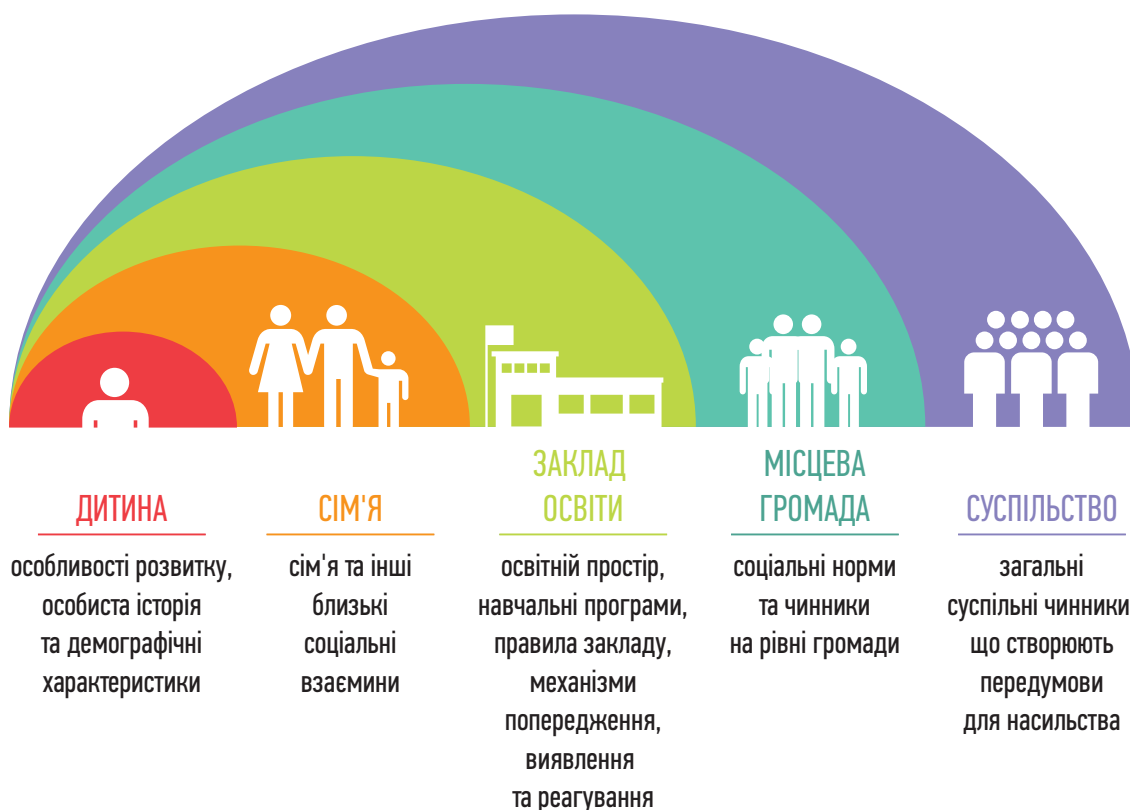 ДИТИНА
особливості розвитку,
особиста історія
та демографічні
характеристики
СІМ'Я
сім'я та інші
близькі
соціальні
взаємини
ЗАКЛАД
ОСВІТИ
освітній простір,
навчальні програми,
правила закладу,
механізми
попередження,
виявлення
та реагування
МІСЦЕВА
ГРОМАДА
соціальні норми
та чинники
на рівні громади
СУСПІЛЬСТВО
загальні
суспільні чинники
що створюють
передумови
для насильства